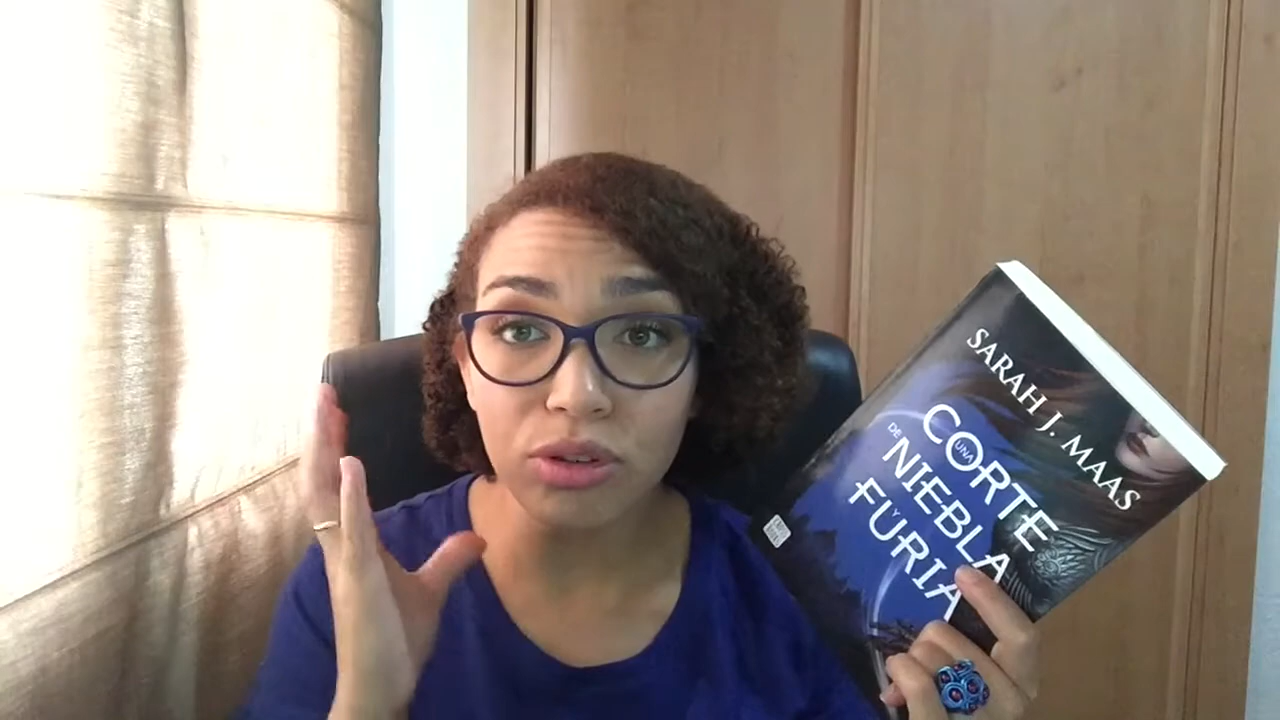 SARAH J. MAAS
UNA
CORTE
DE
NIEBLA
Y
FURIA